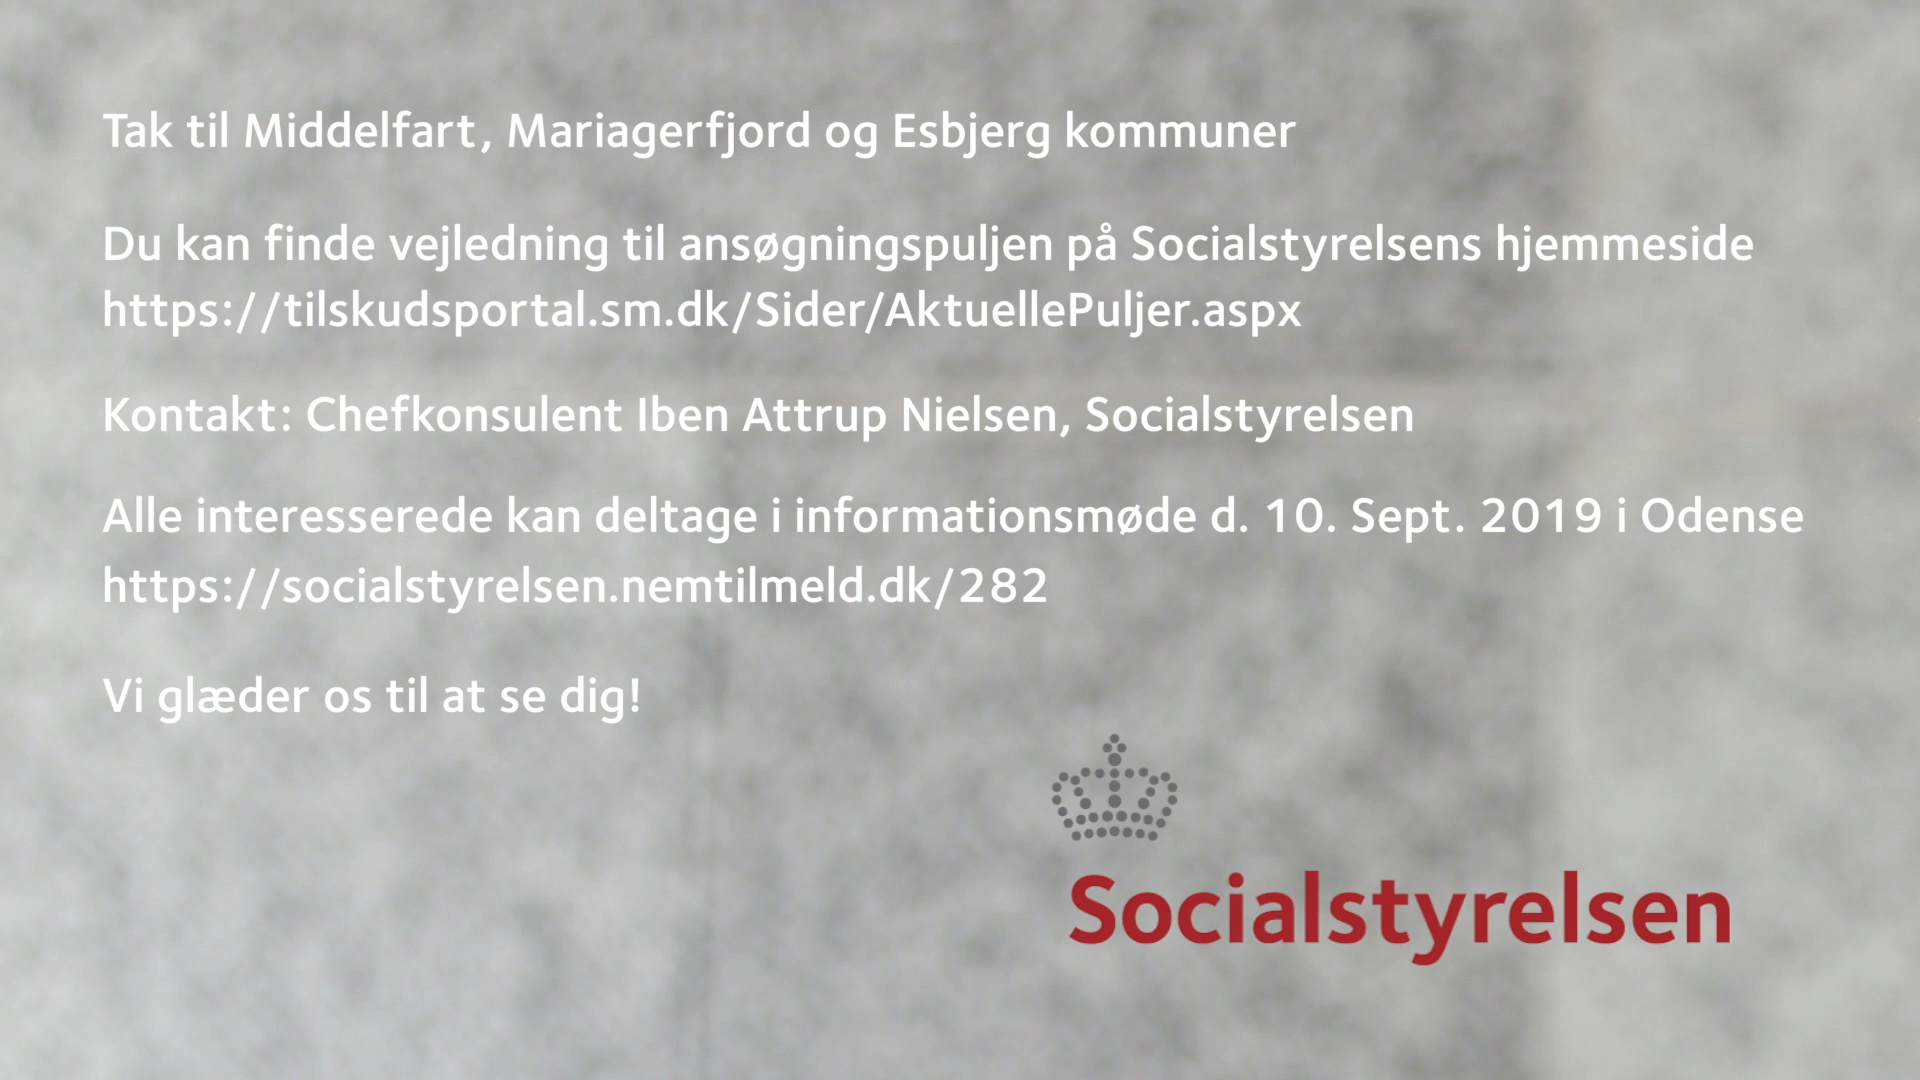 Tak til Middelfart, Mariagerfjord og Esbjerg kommuner
Du kan finde vejledning til ansøgningspuljen på Socialstyrelsens hjemmeside
https://tilskudsportal.sm.dk/Sider/AktuellePuljer.aspx
Kontakt: Chefkonsulent Iben Attrup Nielsen, Socialstyrelsen
Alle interesserede kan deltage i informationsmøde d. 10. Sept. 2019 i Odense
https://socialstyrelsen.nemtilmeld.dk/282
Vi glæder os til at se dig!
Socialstyrelsen